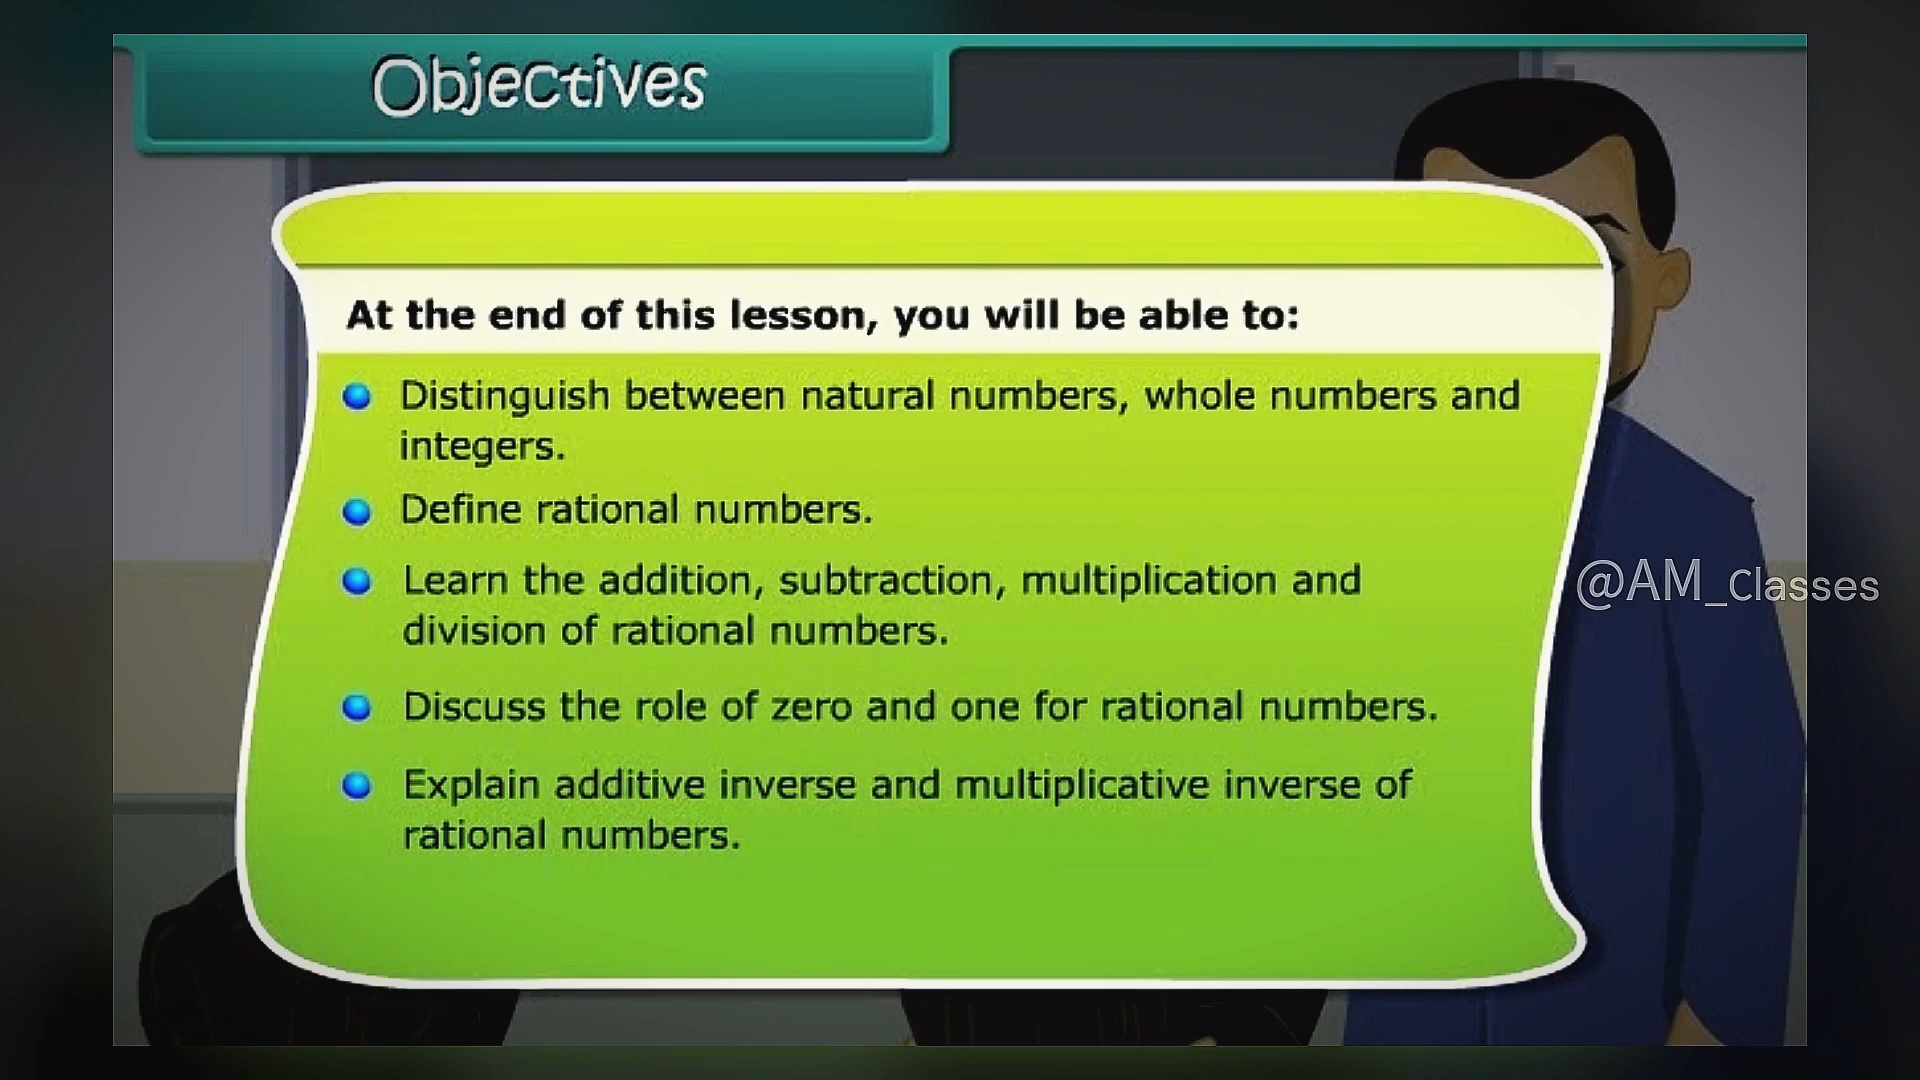 Objectives
At the end of this lesson, you will be able to:
Distinguish between natural numbers, whole numbers and
integers.
Define rational numbers.
Learn the addition, subtraction, multiplication and
division of rational numbers.
@AM_Classes
Discuss the role of zero and one for rational numbers.
Explain additive inverse and multiplicative inverse of
rational numbers.